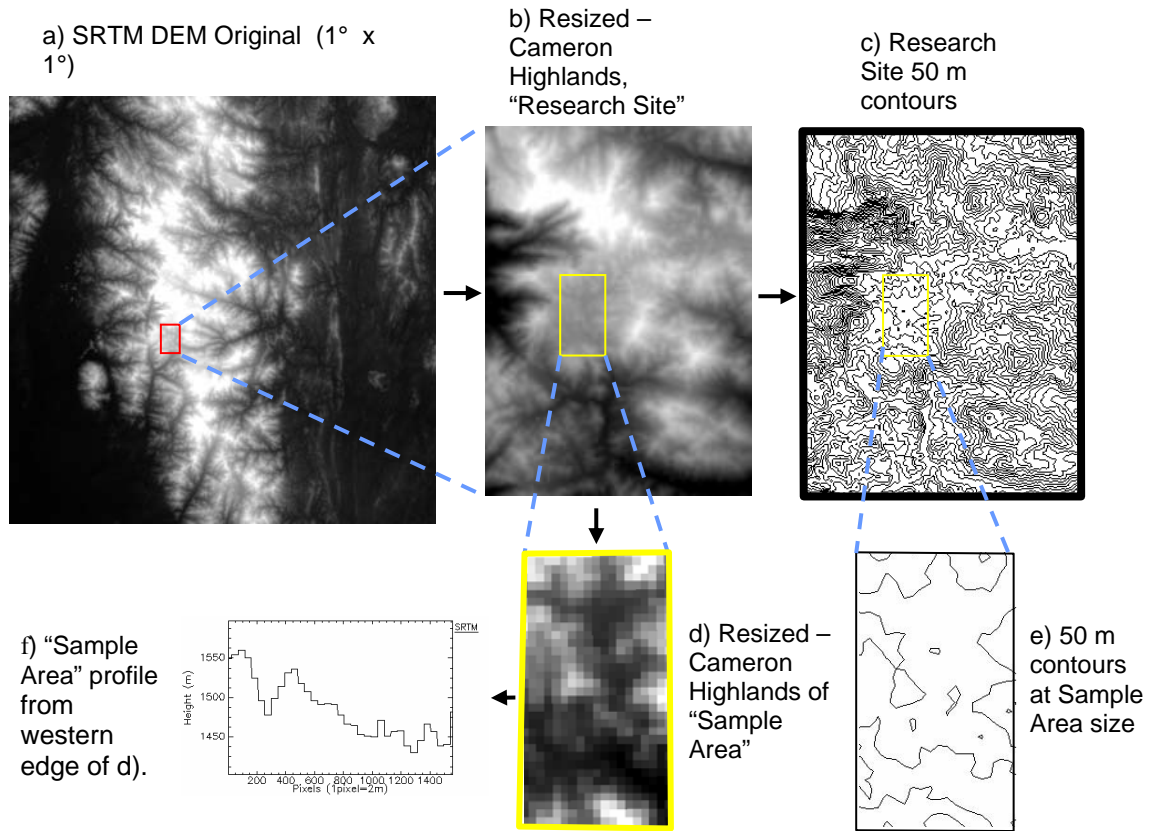 a) SRTM DEM Original (1° x
1°)
b) Resized –
Cameron
Highlands,
“Research Site”
c) Research
Site 50 m
contours
d) Resized –
Cameron
Highlands of
“Sample
Area”
e) 50 m
contours
at Sample
Area size
f) “Sample
Area” profile
from
western
edge of d).
SRTM
1550
1500
1450
Height (m)
200 400 600 800 1000 1200 1400
Pixels (1pixel=2m)